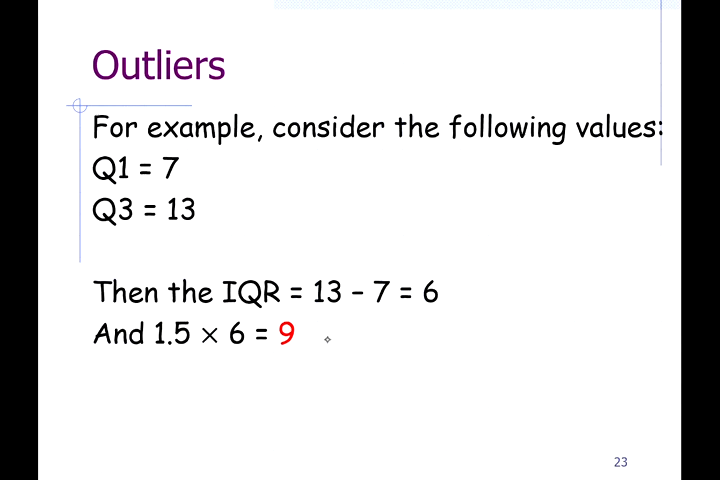 Outliers
For example, consider the following values:
Q1 = 7
Q3 = 13
Then the IQR = 13 – 7 = 6
And 1.5 × 6 = 9
23